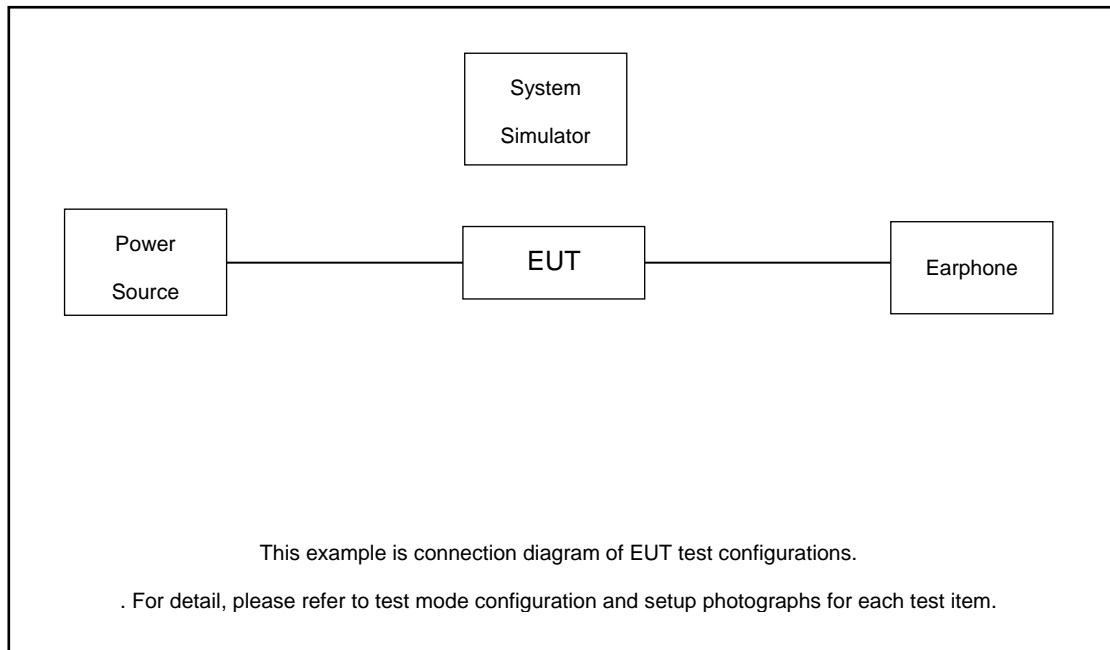 System
Simulator
Power
Source
EUT
Earphone
This example is connection diagram of EUT test configurations.
. For detail, please refer to test mode configuration and setup photographs for each test item.